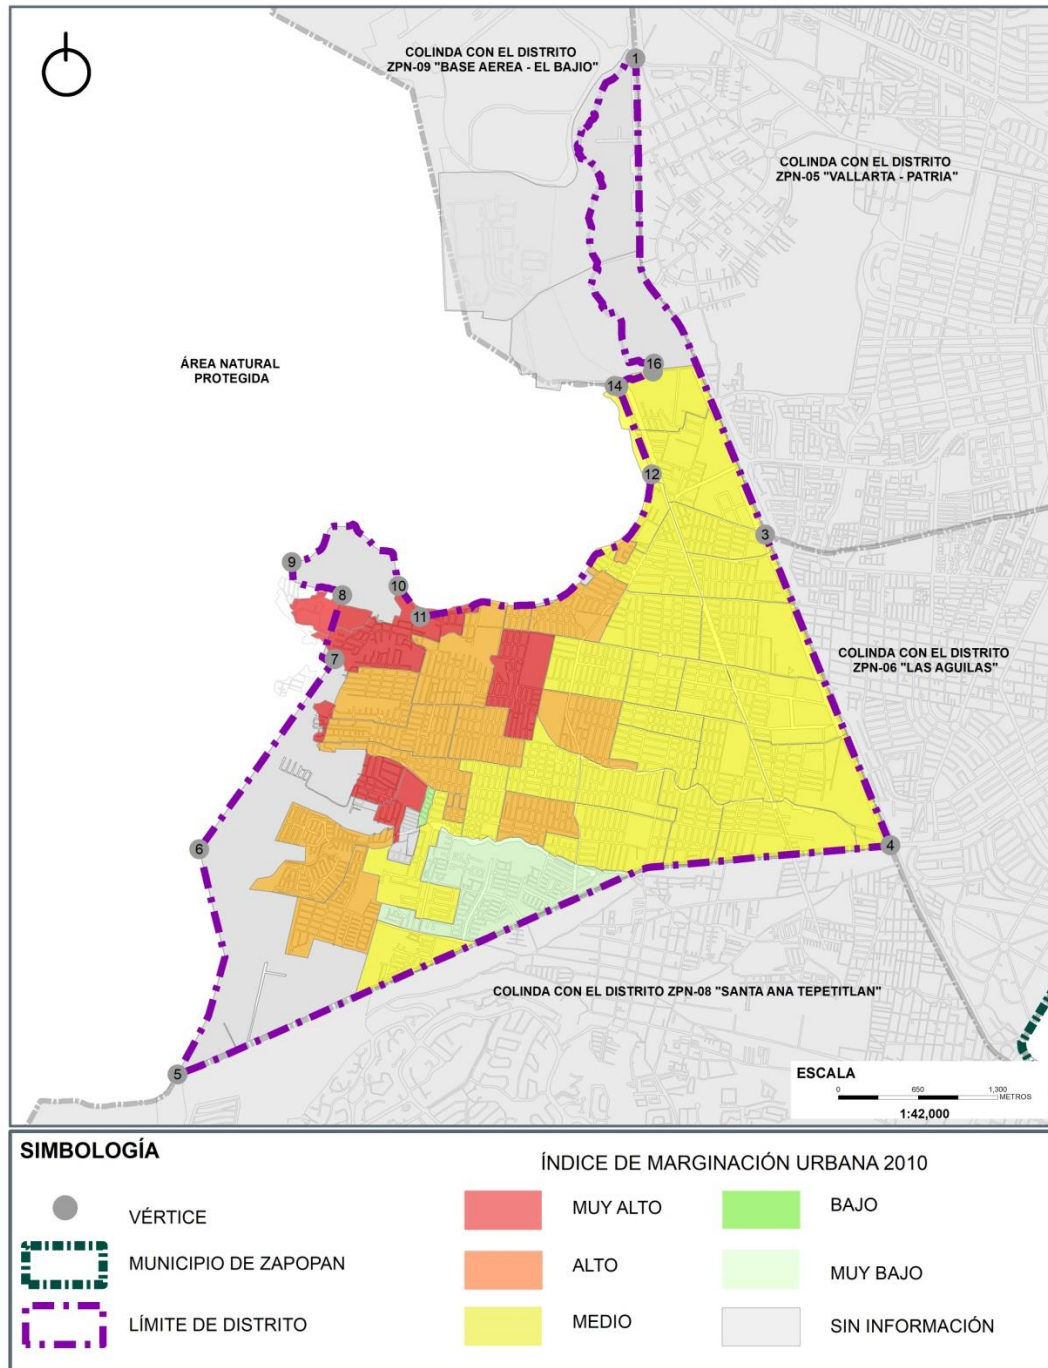 COLINDA CON EL DISTRITO
ZPN-09 "BASE AEREA - EL BAJIO"
1
COLINDA CON EL DISTRITO
ZPN-05 "VALLARTA - PATRIA"
ÁREA NATURAL
PROTEGIDA
16
14
12
3
9
8
10
11
7
COLINDA CON EL DISTRITO
ZPN-06 "LAS AGUILAS"
6
4
COLINDA CON EL DISTRITO ZPN-08 "SANTA ANA TEPETITLAN"
5
ESCALA
0 650 1,300
METROS
1:42,000
SIMBOLOGÍA
VÉRTICE
MUNICIPIO DE ZAPOPAN
LÍMITE DE DISTRITO
ÍNDICE DE MARGINACIÓN URBANA 2010
MUY ALTO
ALTO
MEDIO
BAJO
MUY BAJO
SIN INFORMACIÓN